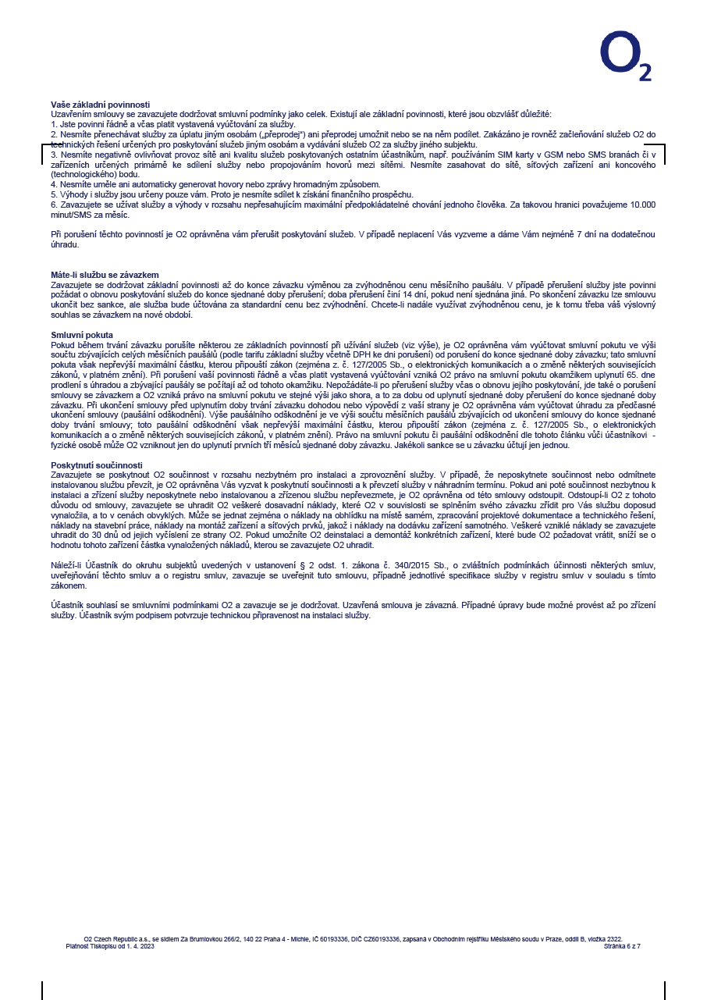 O2
Vaše základní povinnosti
Uzavřením smlouvy se zavazujete dodržovat smluvní podmínky jako celek. Existují ale základní povinnosti, které jsou obzvlášť důležité:
1. Jste povinni řádně a včas platit vystavená vyúčtování za služby.
2. Nesmíte přenechávat služby za úplatu jiným osobám („přeprodej“) ani přeprodej umožnit nebo se na něm podílet. Zakázáno je rovněž začleňování služeb O2 do
technických řešení určených pro poskytování služeb jiným osobám a vydávání služeb O2 za služby jiného subjektu.
3. Nesmíte negativně ovlivňovat provoz sítě ani kvalitu služeb poskytovaných ostatním účastníkům, např. používáním SIM karty v GSM nebo SMS branách či v
zařízeních určených primárně ke sdílení služby nebo propojováním hovorů mezi sítěmi. Nesmíte zasahovat do sítě, síťových zařízení ani koncového
(technologického) bodu.
4. Nesmíte uměle ani automaticky generovat hovory nebo zprávy hromadným způsobem.
5. Výhody i služby jsou určeny pouze vám. Proto je nesmíte sdílet k získání finančního prospěchu.
6. Zavazujete se užívat služby a výhody v rozsahu nepřesahujícím maximální předpokládatelné chování jednoho člověka. Za takovou hranici považujeme 10.000
minut/SMS za měsíc.
Při porušení těchto povinností je O2 oprávněna vám přerušit poskytování služeb. V případě neplacení Vás vyzveme a dáme Vám nejméně 7 dní na dodatečnou
úhradu.
Máte-li službu se závazkem
Zavazujete se dodržovat základní povinnosti až do konce závazku výměnou za zvýhodněnou cenu měsíčního paušálu. V případě přerušení služby jste povinni
požádat o obnovu poskytování služeb do konce sjednané doby přerušení; doba přerušení činí 14 dní, pokud není sjednána jiná. Po skončení závazku lze smlouvu
ukončit bez sankce, ale služba bude účtována za standardní cenu bez zvýhodnění. Chcete-li nadále využívat zvýhodněnou cenu, je k tomu třeba váš výslovný
souhlas se závazkem na nové období.
Smluvní pokuta
Pokud během trvání závazku porušíte některou ze základních povinností při užívání služeb (viz výše), je O2 oprávněna vám vyúčtovat smluvní pokutu ve výši
součtu zbývajících celých měsíčních paušálů (podle tarifu základní služby včetně DPH ke dni porušení) od porušení do konce sjednané doby závazku; tato smluvní
pokuta však nepřevýší maximální částku, kterou připouští zákon (zejména z. č. 127/2005 Sb., o elektronických komunikacích a o změně některých souvisejících
zákonů, v platném znění). Při porušení vaší povinnosti řádně a včas platit vystavená vyúčtování vzniká O2 právo na smluvní pokutu okamžikem uplynutí 65. dne
prodlení s úhradou a zbývající paušály se počítají až od tohoto okamžiku. Nepožádáte-li po přerušení služby včas o obnovu jejího poskytování, jde také o porušení
smlouvy se závazkem a O2 vzniká právo na smluvní pokutu ve stejné výši jako shora, a to za dobu od uplynutí sjednané doby přerušení do konce sjednané doby
závazku. Při ukončení smlouvy před uplynutím doby trvání závazku dohodou nebo výpovědí z vaší strany je O2 oprávněna vám vyúčtovat úhradu za předčasné
ukončení smlouvy (paušální odškodnění). Výše paušálního odškodnění je ve výši součtu měsíčních paušálů zbývajících od ukončení smlouvy do konce sjednané
doby trvání smlouvy; toto paušální odškodnění však nepřevýší maximální částku, kterou připouští zákon (zejména z. č. 127/2005 Sb., o elektronických
komunikacích a o změně některých souvisejících zákonů, v platném znění). Právo na smluvní pokutu či paušální odškodnění dle tohoto článku vůči účastníkovi -
fyzické osobě může O2 vzniknout jen do uplynutí prvních tří měsíců sjednané doby závazku. Jakékoli sankce se u závazku účtují jen jednou.
Poskytnutí součinnosti
Zavazujete se poskytnout O2 součinnost v rozsahu nezbytném pro instalaci a zprovoznění služby. V případě, že neposkytnete součinnost nebo odmítnete
instalovanou službu převzít, je O2 oprávněna Vás vyzvat k poskytnutí součinnosti a k převzetí služby v náhradním termínu. Pokud ani poté součinnost nezbytnou k
instalaci a zřízení služby neposkytnete nebo instalovanou a zřízenou službu nepřevezmete, je O2 oprávněna od této smlouvy odstoupit. Odstoupí-li O2 z tohoto
důvodu od smlouvy, zavazujete se uhradit O2 veškeré dosavadní náklady, které O2 v souvislosti se splněním svého závazku zřídit pro Vás službu doposud
vynaložila, a to v cenách obvyklých. Může se jednat zejména o náklady na obhlídku na místě samém, zpracování projektové dokumentace a technického řešení,
náklady na stavební práce, náklady na montáž zařízení a síťových prvků, jakož i náklady na dodávku zařízení samotného. Veškeré vzniklé náklady se zavazujete
uhradit do 30 dnů od jejich vyčíslení ze strany O2. Pokud umožníte O2 deinstalaci a demontáž konkrétních zařízení, které bude O2 požadovat vrátit, sníží se o
hodnotu tohoto zařízení částka vynaložených nákladů, kterou se zavazujete O2 uhradit.
Náleží-li Účastník do okruhu subjektů uvedených v ustanovení § 2 odst. 1. zákona č. 340/2015 Sb., o zvláštních podmínkách účinnosti některých smluv,
uveřejňování těchto smluv a o registru smluv, zavazuje se uveřejnit tuto smlouvu, případně jednotlivé specifikace služby v registru smluv v souladu s tímto
zákonem.
Účastník souhlasí se smluvními podmínkami O2 a zavazuje se je dodržovat. Uzavřená smlouva je závazná. Případné úpravy bude možné provést až po zřízení
služby. Účastník svým podpisem potvrzuje technickou připravenost na instalaci služby.
O2 Czech Republic a.s., se sídlem Za Brumlovkou 266/2, 140 22 Praha 4 - Michle, IČ 60193336, DIČ CZ60193336, zapsaná v Obchodním rejstříku Městského soudu v Praze, oddíl B, vložka 2322.
Platnost Tiskopisu od 1. 4. 2023
Stránka 6 z 7